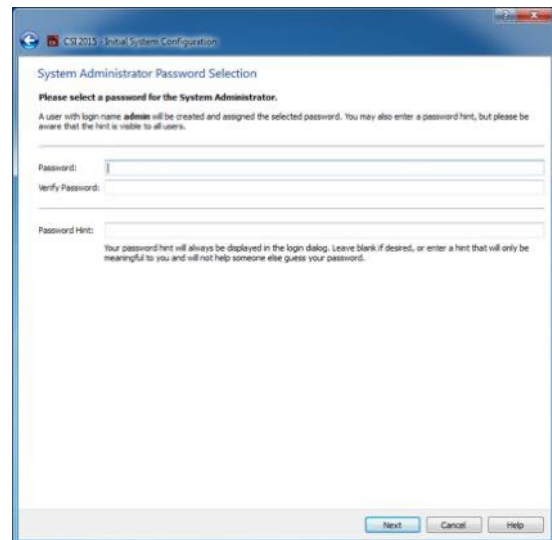 CSI 2015 - Initial System Configuration
System Administrator Password Selection
Please select a password for the System Administrator.
A user with login name admin will be created and assigned the selected password. You may also enter a password hint, but please be
aware that the hint is visible to all users.
Password:
Verify Password:
Password Hint:
Your password hint will always be displayed in the login dialog. Leave blank if desired, or enter a hint that will only be
meaningful to you and will not help someone else guess your password.
Next Cancel Help